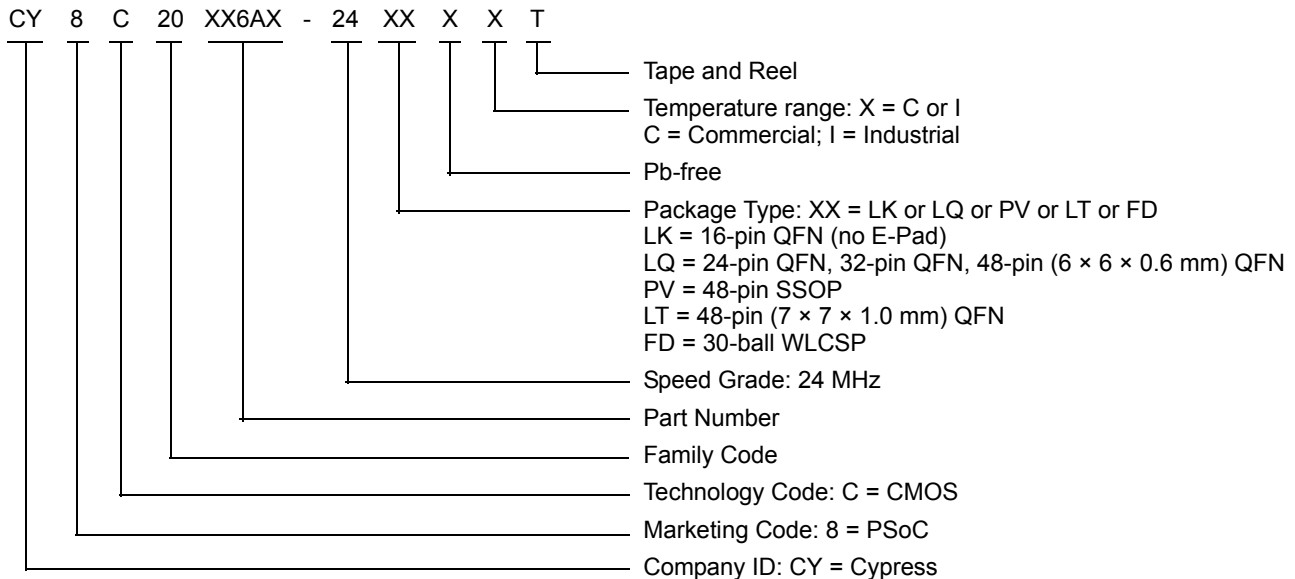 CY 8 C 20 XX6AX - 24 XX X X T
Tape and Reel
Temperature range: X = C or I
C = Commercial; I = Industrial
Pb-free
Package Type: XX = LK or LQ or PV or LT or FD
LK = 16-pin QFN (no E-Pad)
LQ = 24-pin QFN, 32-pin QFN, 48-pin (6 × 6 × 0.6 mm) QFN
PV = 48-pin SSOP
LT = 48-pin (7 × 7 × 1.0 mm) QFN
FD = 30-ball WLCSP
Speed Grade: 24 MHz
Part Number
Family Code
Technology Code: C = CMOS
Marketing Code: 8 = PSoC
Company ID: CY = Cypress